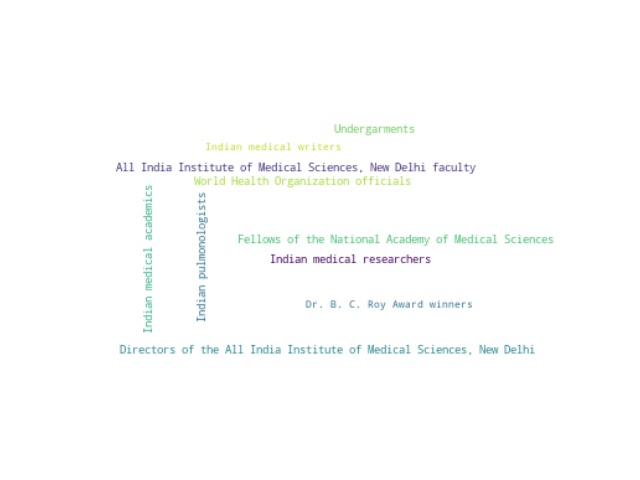 Undergarments
Indian medical writers
All India Institute of Medical Sciences, New Delhi faculty
World Health Organization officials
Indian medical academics
Indian pulmonologists
Fellows of the National Academy of Medical Sciences
Indian medical researchers
Dr. B. C. Roy Award winners
Directors of the All India Institute of Medical Sciences, New Delhi